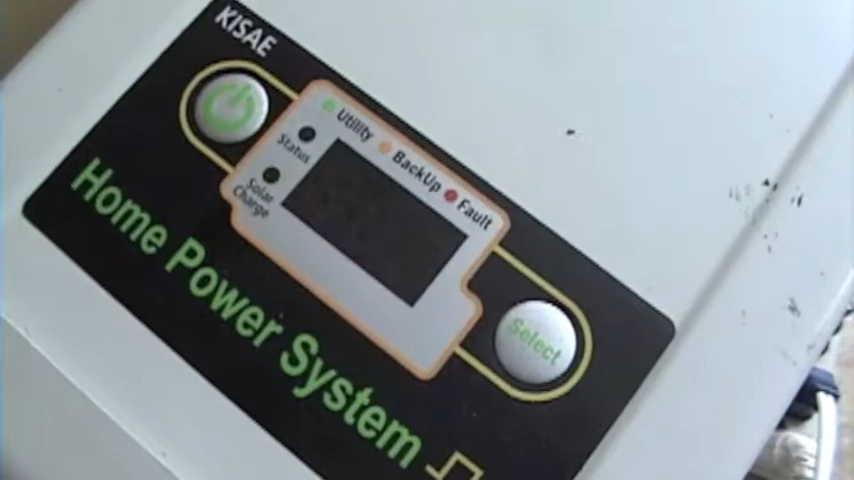 KISAE
Utility
BackUp
Fault
Status
Solar
Charge
Select
Home Power System